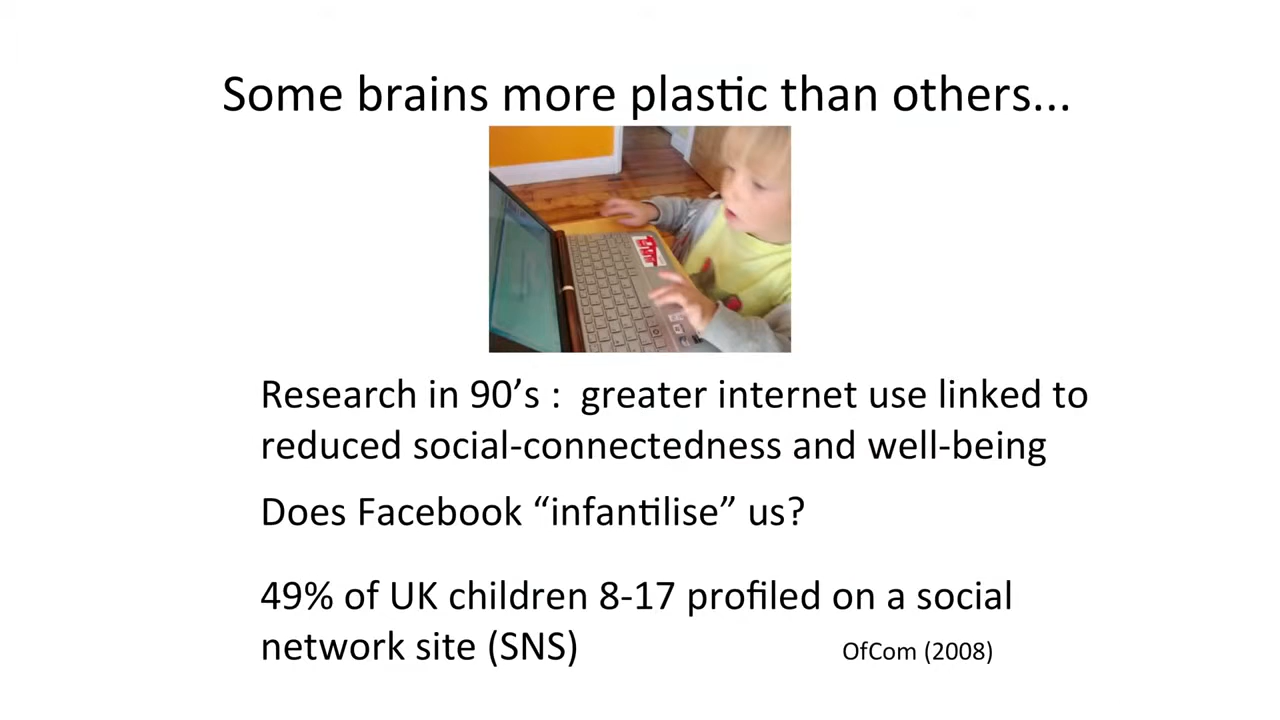 Some brains more plastic than others...
Research in 90’s :  greater internet use linked to
reduced social-connectedness and well-being
Does Facebook “infantilise” us?
49% of UK children 8-17 profiled on a social
network site (SNS)
OfCom (2008)